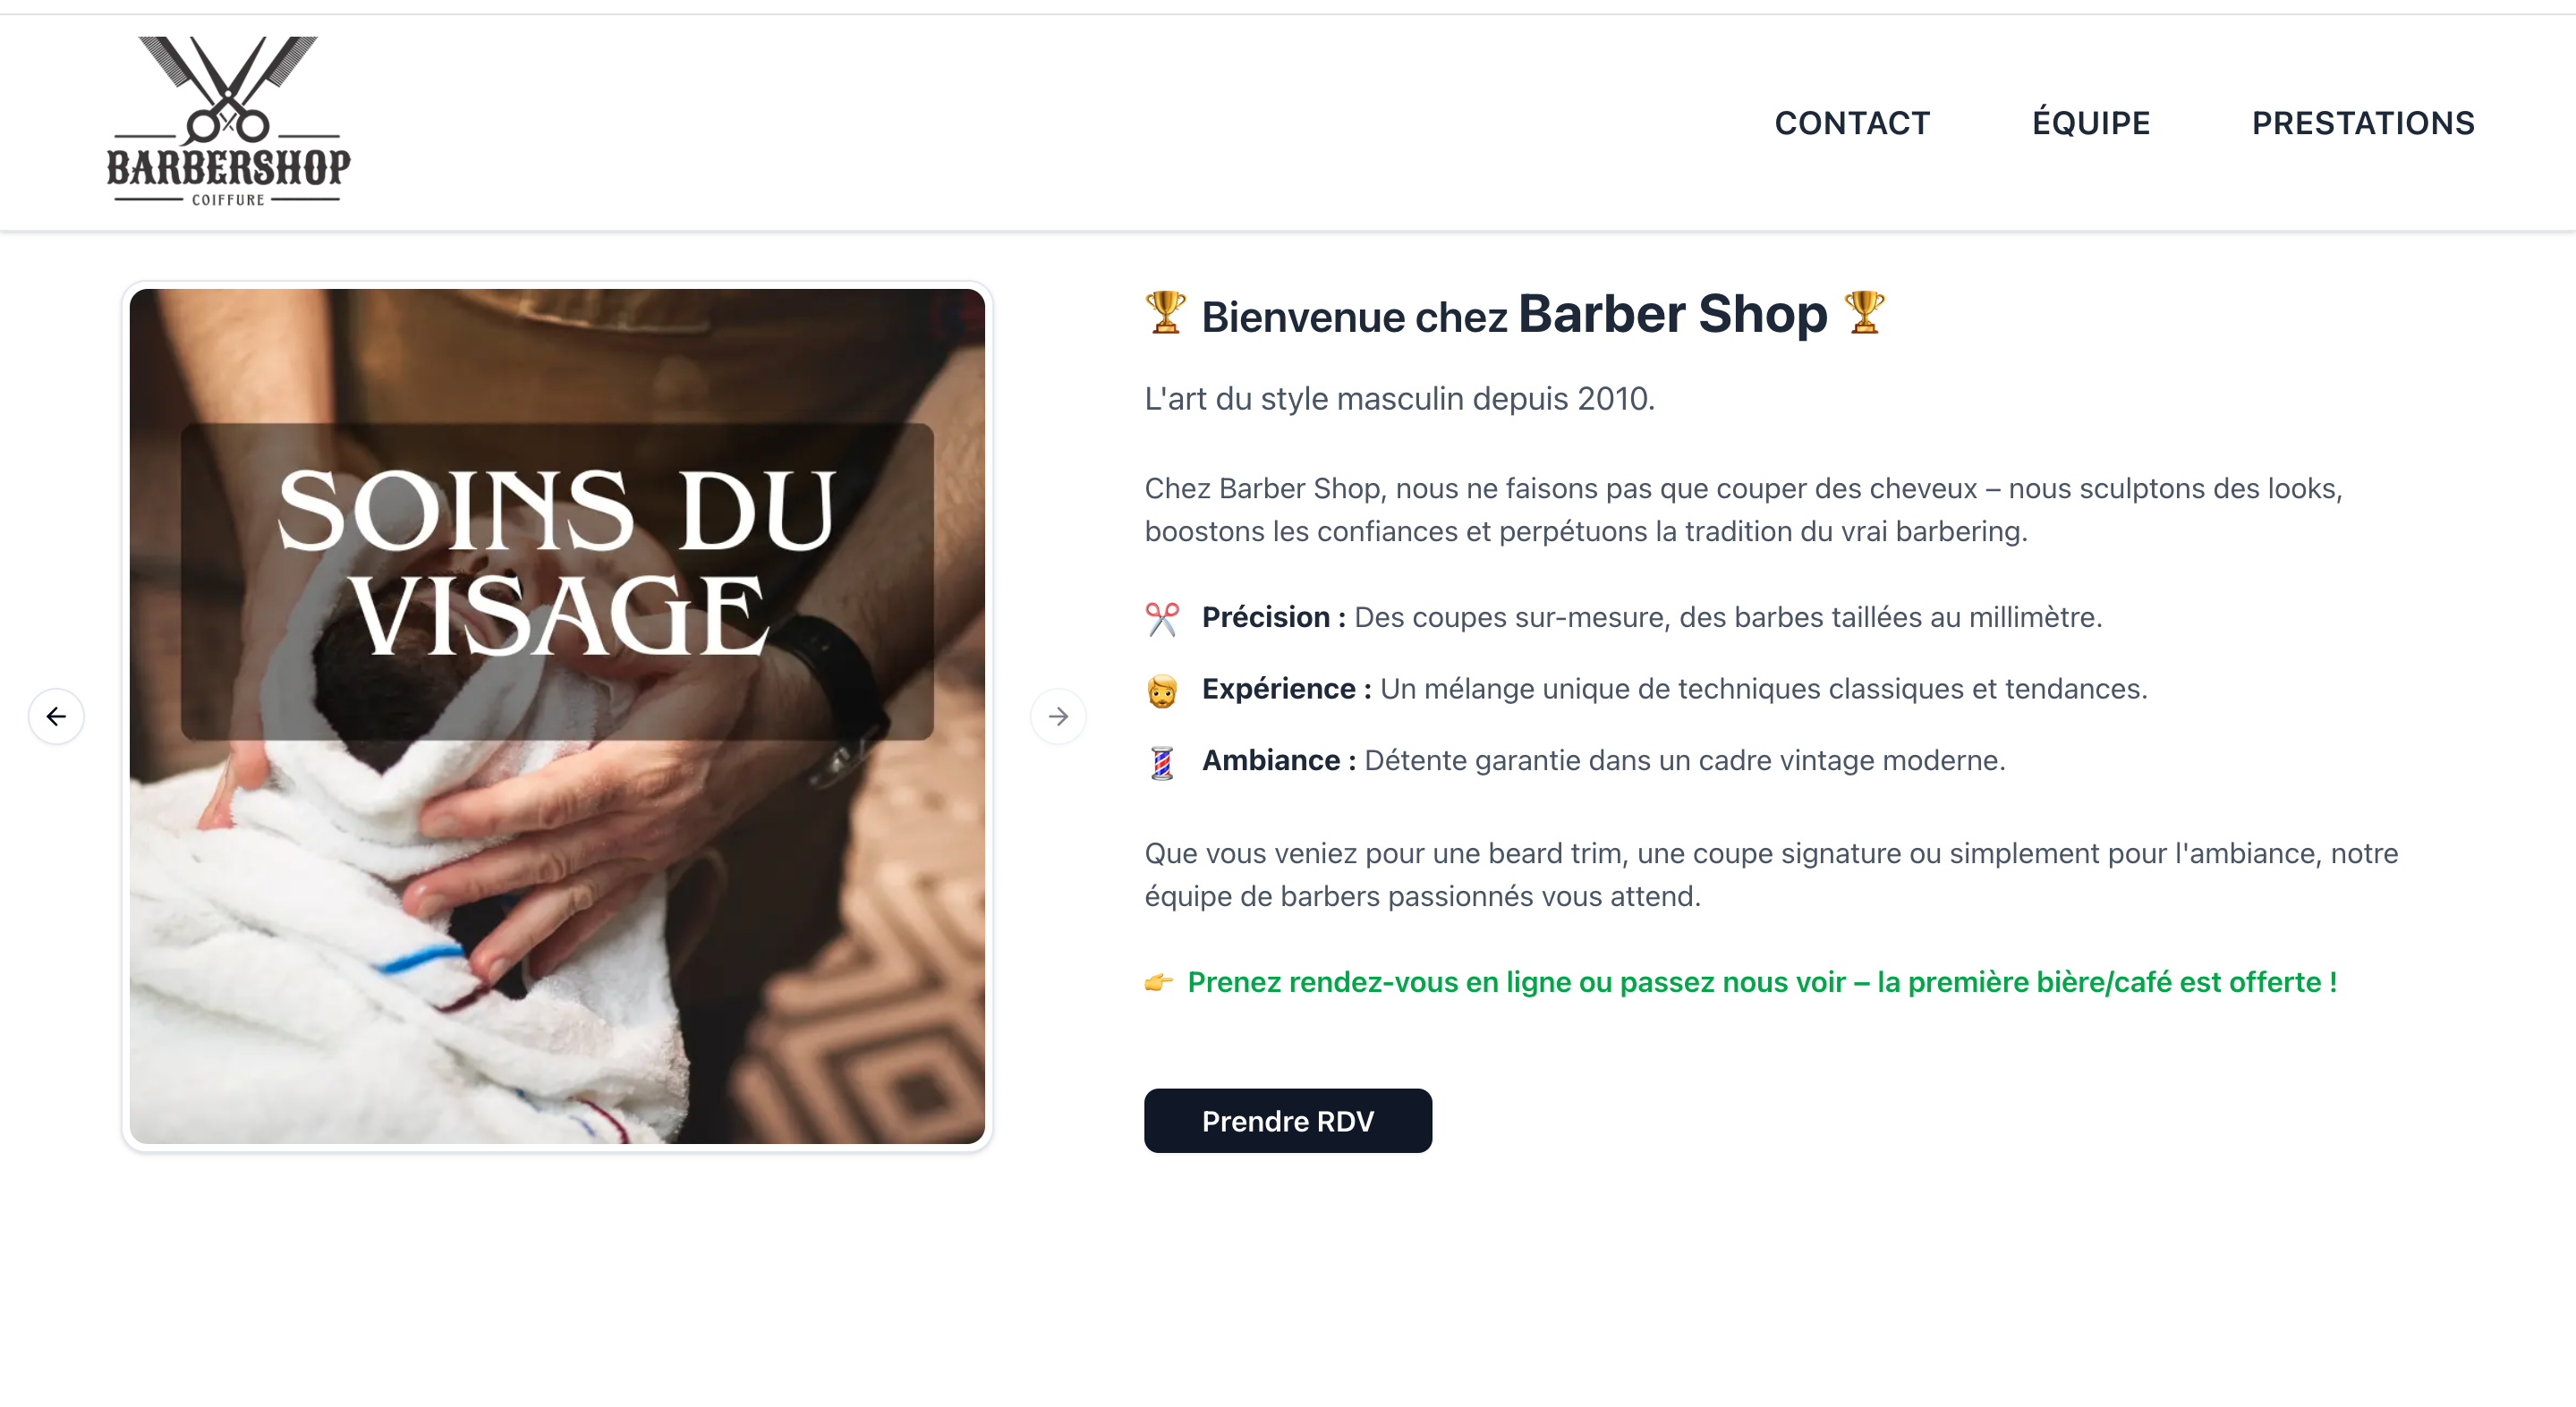 BARBERSHOP
COIFFURE
CONTACT ÉQUIPE PRESTATIONS
SOINS DU
VISAGE
🏆 Bienvenue chez Barber Shop 🏆
L'art du style masculin depuis 2010.
Chez Barber Shop, nous ne faisons pas que couper des cheveux – nous sculptons des looks,
boostons les confiances et perpétuons la tradition du vrai barbering.
✂️ Précision : Des coupes sur-mesure, des barbes taillées au millimètre.
🧔 Expérience : Un mélange unique de techniques classiques et tendances.
💈 Ambiance : Détente garantie dans un cadre vintage moderne.
Que vous veniez pour une beard trim, une coupe signature ou simplement pour l'ambiance, notre
équipe de barbers passionnés vous attend.
👉 Prenez rendez-vous en ligne ou passez nous voir – la première bière/café est offerte !
Prendre RDV